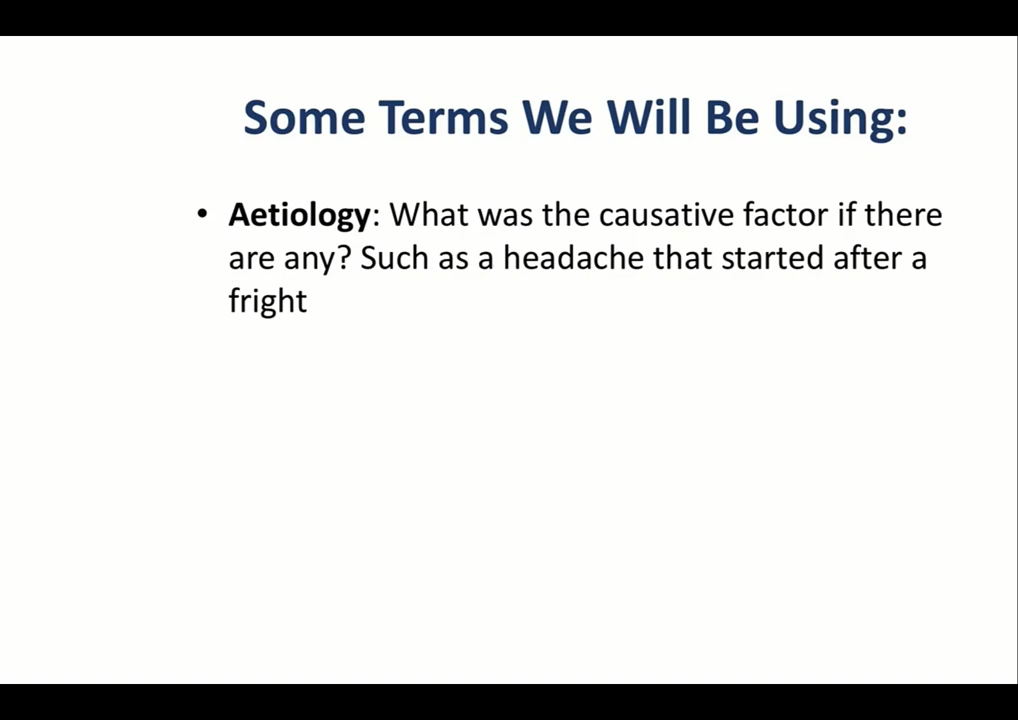 Some Terms We Will Be Using:
• Aetiology: What was the causative factor if there
are any? Such as a headache that started after a
fright